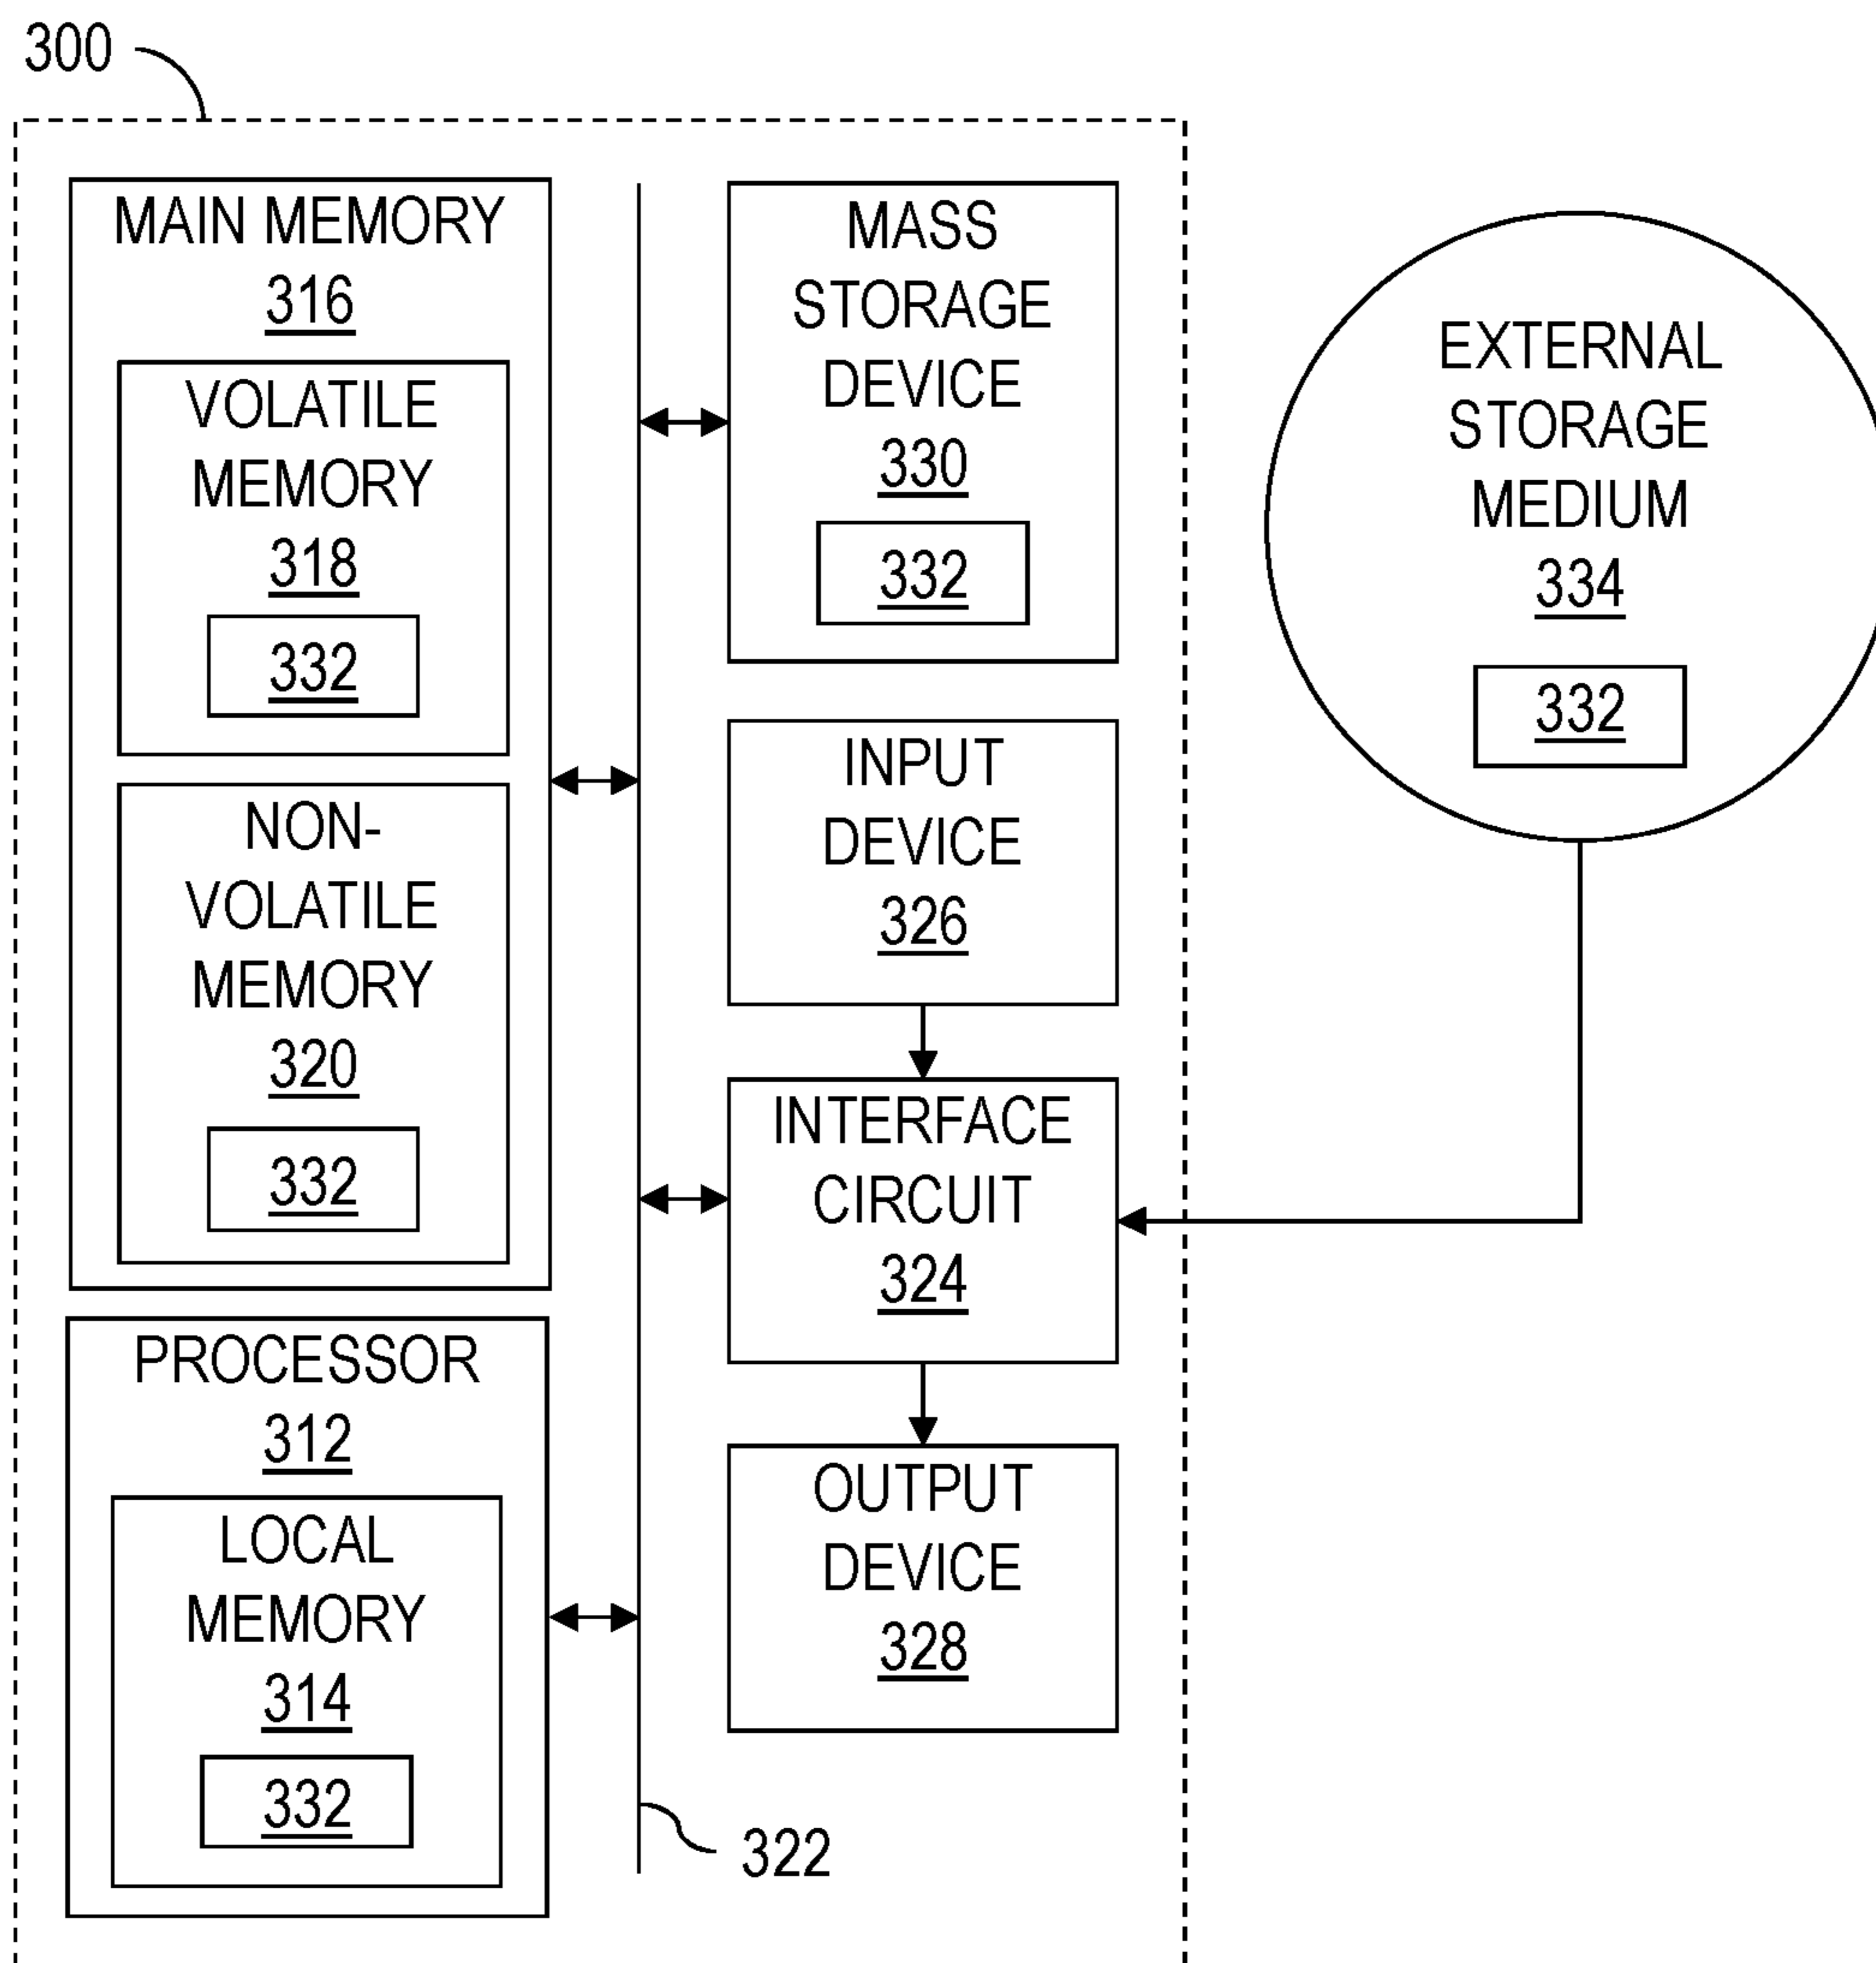 300
MAIN MEMORY
316
VOLATILE
MEMORY
318
332
NON-
VOLATILE
MEMORY
320
332
PROCESSOR
312
LOCAL
MEMORY
314
332
MASS
STORAGE
DEVICE
330
332
INPUT
DEVICE
326
INTERFACE
CIRCUIT
324
OUTPUT
DEVICE
328
322
EXTERNAL
STORAGE
MEDIUM
334
332